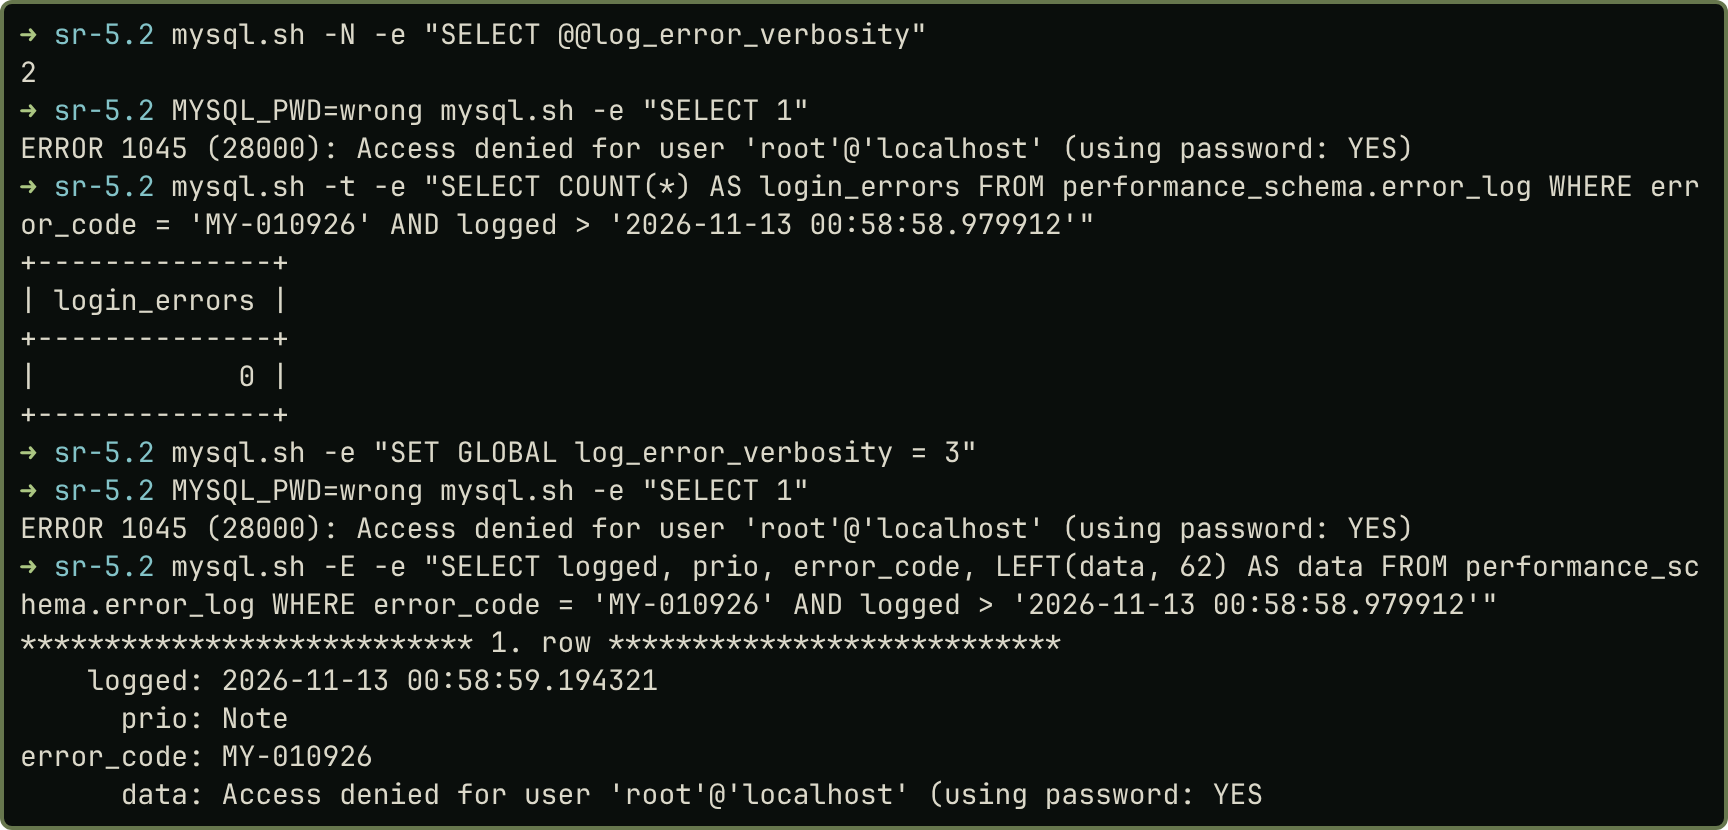 → sr-5.2 mysql.sh -N -e "SELECT @@log_error_verbosity"
2
→ sr-5.2 MYSQL_PWD=wrong mysql.sh -e "SELECT 1"
ERROR 1045 (28000): Access denied for user 'root'@'localhost' (using password: YES)
→ sr-5.2 mysql.sh -t -e "SELECT COUNT(*) AS login_errors FROM performance_schema.error_log WHERE err
or_code = 'MY-010926' AND logged > '2026-11-13 00:58:58.979912'"
+--------------+
| login_errors |
+--------------+
|            0 |
+--------------+
→ sr-5.2 mysql.sh -e "SET GLOBAL log_error_verbosity = 3"
→ sr-5.2 MYSQL_PWD=wrong mysql.sh -e "SELECT 1"
ERROR 1045 (28000): Access denied for user 'root'@'localhost' (using password: YES)
→ sr-5.2 mysql.sh -E -e "SELECT logged, prio, error_code, LEFT(data, 62) AS data FROM performance_sc
hema.error_log WHERE error_code = 'MY-010926' AND logged > '2026-11-13 00:58:58.979912'"
*************************** 1. row ***************************
    logged: 2026-11-13 00:58:59.194321
      prio: Note
error_code: MY-010926
      data: Access denied for user 'root'@'localhost' (using password: YES